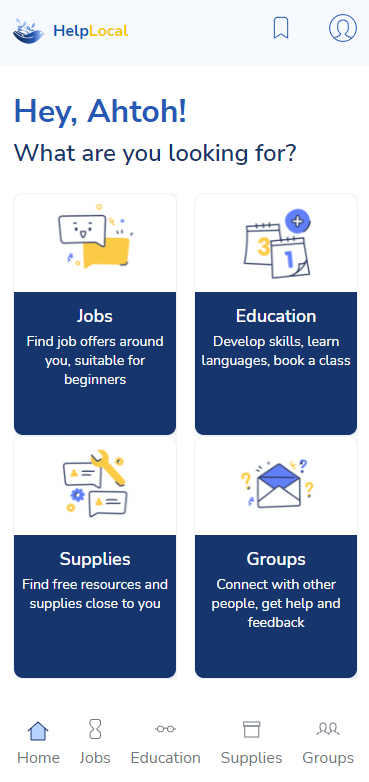 HelpLocal
Hey, Ahtoh!
What are you looking for?
3
1
Jobs
Find job offers around
you, suitable for
beginners
Education
Develop skills, learn
languages, book a class
Supplies
Find free resources and
supplies close to you
Groups
Connect with other
people, get help and
feedback
Home
Jobs
Education
Supplies
Groups